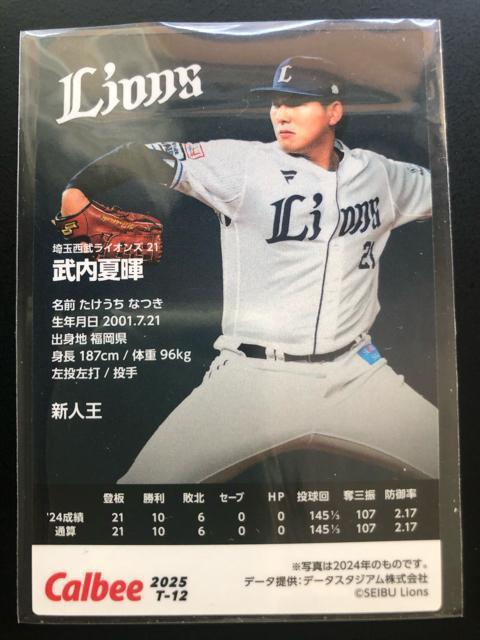 Lions
Lions
21
埼玉西武ライオンズ 21
武内夏暉
名前 たけうち なつき
生年月日 2001.7.21
出身地 福岡県
身長 187cm / 体重 96kg
左投左打 / 投手
新人王
登板 勝利 敗北 セーブ HP 投球回 奪三振 防御率
'24成績 21 10 6 0 0 145⅓ 107 2.17
通算 21 10 6 0 0 145⅓ 107 2.17
※写真は2024年のものです。
データ提供：データスタジアム株式会社
©SEIBU Lions
Calbee 2025
T-12